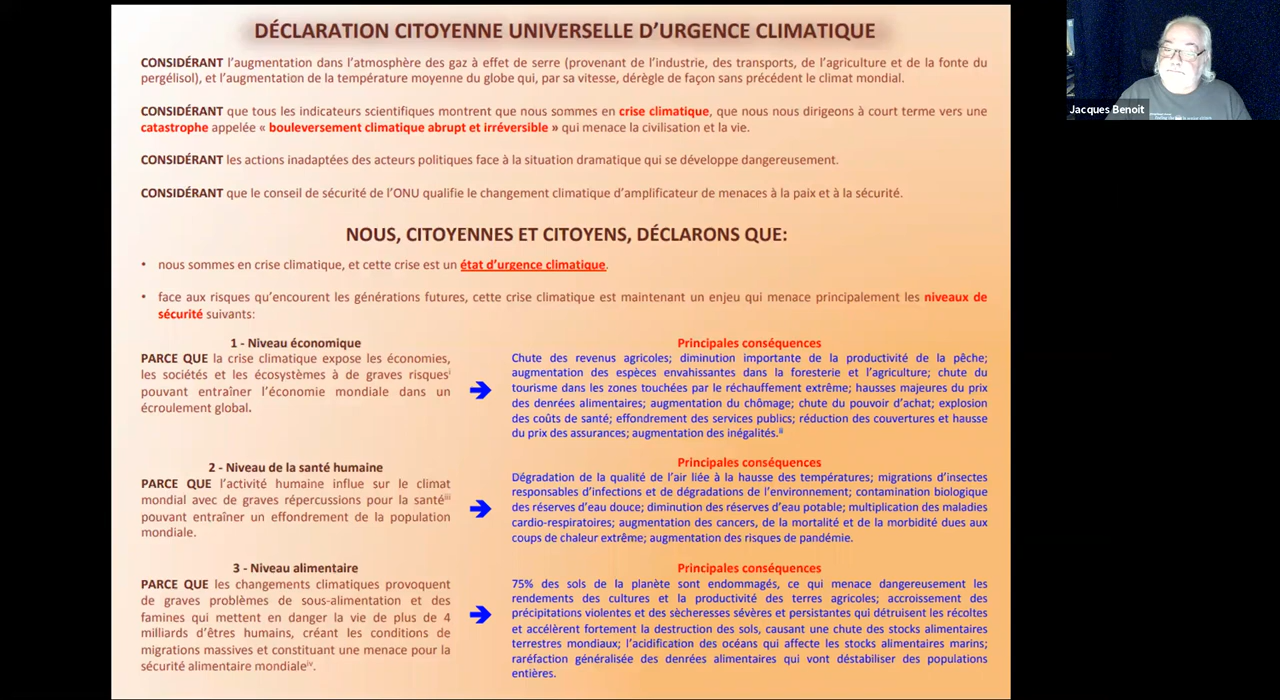 DÉCLARATION CITOYENNE UNIVERSELLE D'URGENCE CLIMATIQUE
CONSIDÉRANT l'augmentation dans l'atmosphère des gaz à effet de serre (provenant de l'industrie, des transports, de l'agriculture et de la fonte du
pergélisol), et l'augmentation de la température moyenne du globe qui, par sa vitesse, dérègle de façon sans précédent le climat mondial.
CONSIDÉRANT que tous les indicateurs scientifiques montrent que nous sommes en crise climatique, que nous nous dirigeons à court terme vers une
catastrophe appelée « bouleversement climatique abrupt et irréversible » qui menace la civilisation et la vie.
CONSIDÉRANT les actions inadaptées des acteurs politiques face à la situation dramatique qui se développe dangereusement.
CONSIDÉRANT que le conseil de sécurité de l'ONU qualifie le changement climatique d'amplificateur de menaces à la paix et à la sécurité.
NOUS, CITOYENNES ET CITOYENS, DÉCLARONS QUE:
• nous sommes en crise climatique, et cette crise est un état d'urgence climatique.
• face aux risques qu'encourent les générations futures, cette crise climatique est maintenant un enjeu qui menace principalement les niveaux de
sécurité suivants:
1 - Niveau économique
PARCE QUE la crise climatique expose les économies,
les sociétés et les écosystèmes à de graves risquesⁱ
pouvant entraîner l'économie mondiale dans un
écroulement global.
Principales conséquences
Chute des revenus agricoles; diminution importante de la productivité de la pêche;
augmentation des espèces envahissantes dans la foresterie et l'agriculture; chute du
tourisme dans les zones touchées par le réchauffement extrême; hausses majeures du prix
des denrées alimentaires; augmentation du chômage; chute du pouvoir d'achat; explosion
des coûts de santé; effondrement des services publics; réduction des couvertures et hausse
du prix des assurances; augmentation des inégalités.ⁱⁱ
2 - Niveau de la santé humaine
PARCE QUE l'activité humaine influe sur le climat
mondial avec de graves répercussions pour la santéⁱⁱⁱ
pouvant entraîner un effondrement de la population
mondiale.
Principales conséquences
Dégradation de la qualité de l'air liée à la hausse des températures; migrations d'insectes
responsables d'infections et de dégradations de l'environnement; contamination biologique
des réserves d'eau douce; diminution des réserves d'eau potable; multiplication des maladies
cardio-respiratoires; augmentation des cancers, de la mortalité et de la morbidité dues aux
coups de chaleur extrême; augmentation des risques de pandémie.
3 - Niveau alimentaire
PARCE QUE les changements climatiques provoquent
de graves problèmes de sous-alimentation et des
famines qui mettent en danger la vie de plus de 4
milliards d'êtres humains, créant les conditions de
migrations massives et constituant une menace pour la
sécurité alimentaire mondialeⁱᵛ.
Principales conséquences
75% des sols de la planète sont endommagés, ce qui menace dangereusement les
rendements des cultures et la productivité des terres agricoles; accroissement des
précipitations violentes et des sècheresses sévères et persistantes qui détruisent les récoltes
et accélèrent fortement la destruction des sols, causant une chute des stocks alimentaires
terrestres mondiaux; l'acidification des océans qui affecte les stocks alimentaires marins;
raréfaction généralisée des denrées alimentaires qui vont déstabiliser des populations
entières.
Jacques Benoit